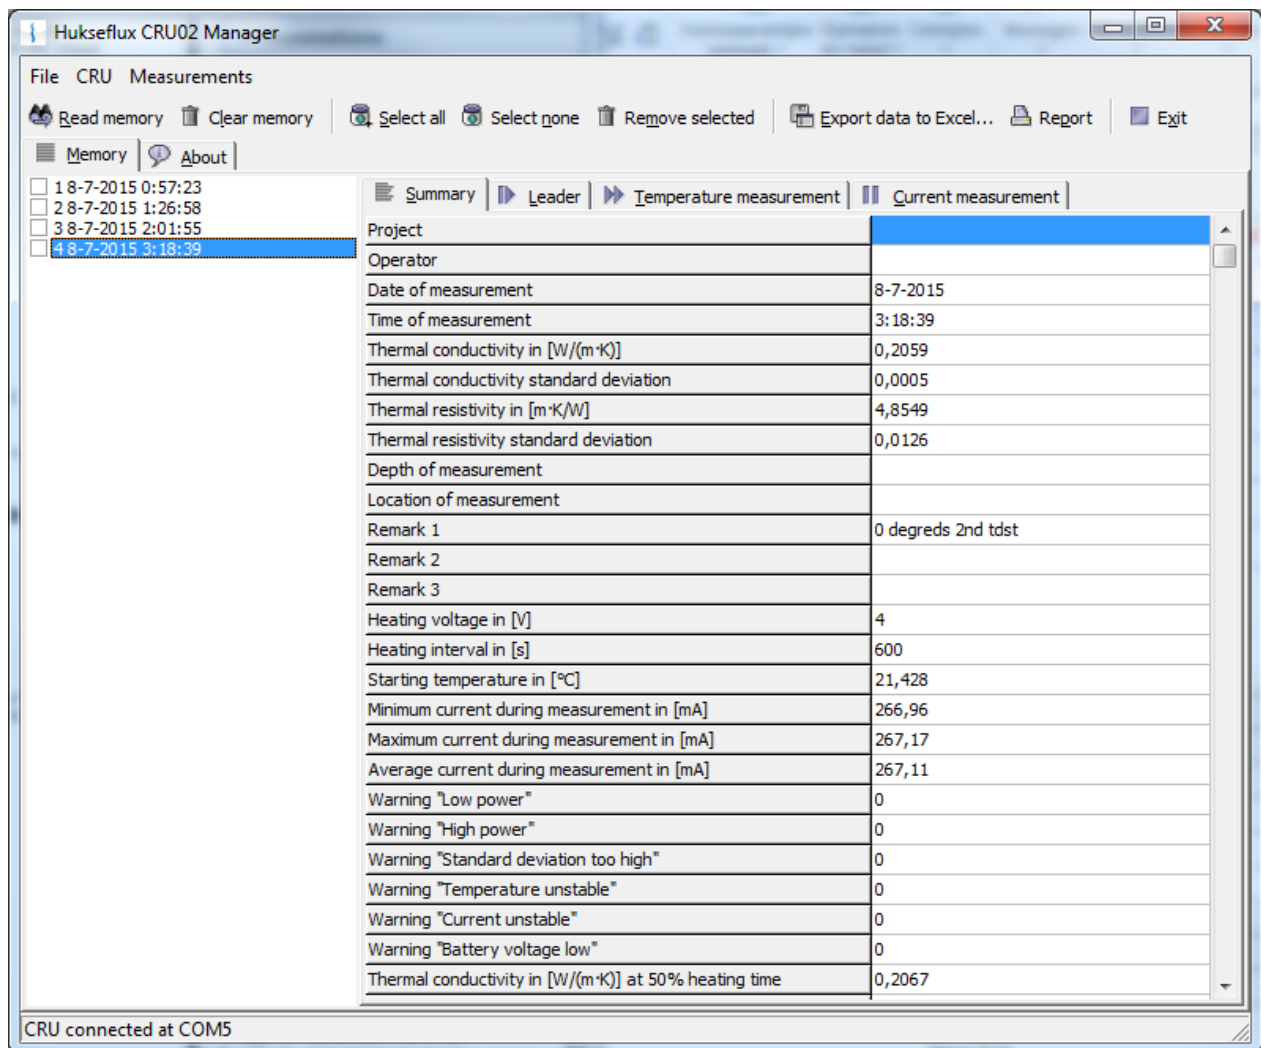 Hukseflux CRU02 Manager
File CRU Measurements
Read memory Clear memory Select all Select none Remove selected Export data to Excel... Report Exit
Memory About
1 8-7-2015 0:57:23
2 8-7-2015 1:26:58
3 8-7-2015 2:01:55
4 8-7-2015 3:18:39
Summary Leader Temperature measurement Current measurement
Project
Operator
Date of measurement 8-7-2015
Time of measurement 3:18:39
Thermal conductivity in [W/(m·K)] 0,2059
Thermal conductivity standard deviation 0,0005
Thermal resistivity in [m·K/W] 4,8549
Thermal resistivity standard deviation 0,0126
Depth of measurement
Location of measurement
Remark 1 0 degreds 2nd tdst
Remark 2
Remark 3
Heating voltage in [V] 4
Heating interval in [s] 600
Starting temperature in [°C] 21,428
Minimum current during measurement in [mA] 266,96
Maximum current during measurement in [mA] 267,17
Average current during measurement in [mA] 267,11
Warning "Low power" 0
Warning "High power" 0
Warning "Standard deviation too high" 0
Warning "Temperature unstable" 0
Warning "Current unstable" 0
Warning "Battery voltage low" 0
Thermal conductivity in [W/(m·K)] at 50% heating time 0,2067
CRU connected at COM5